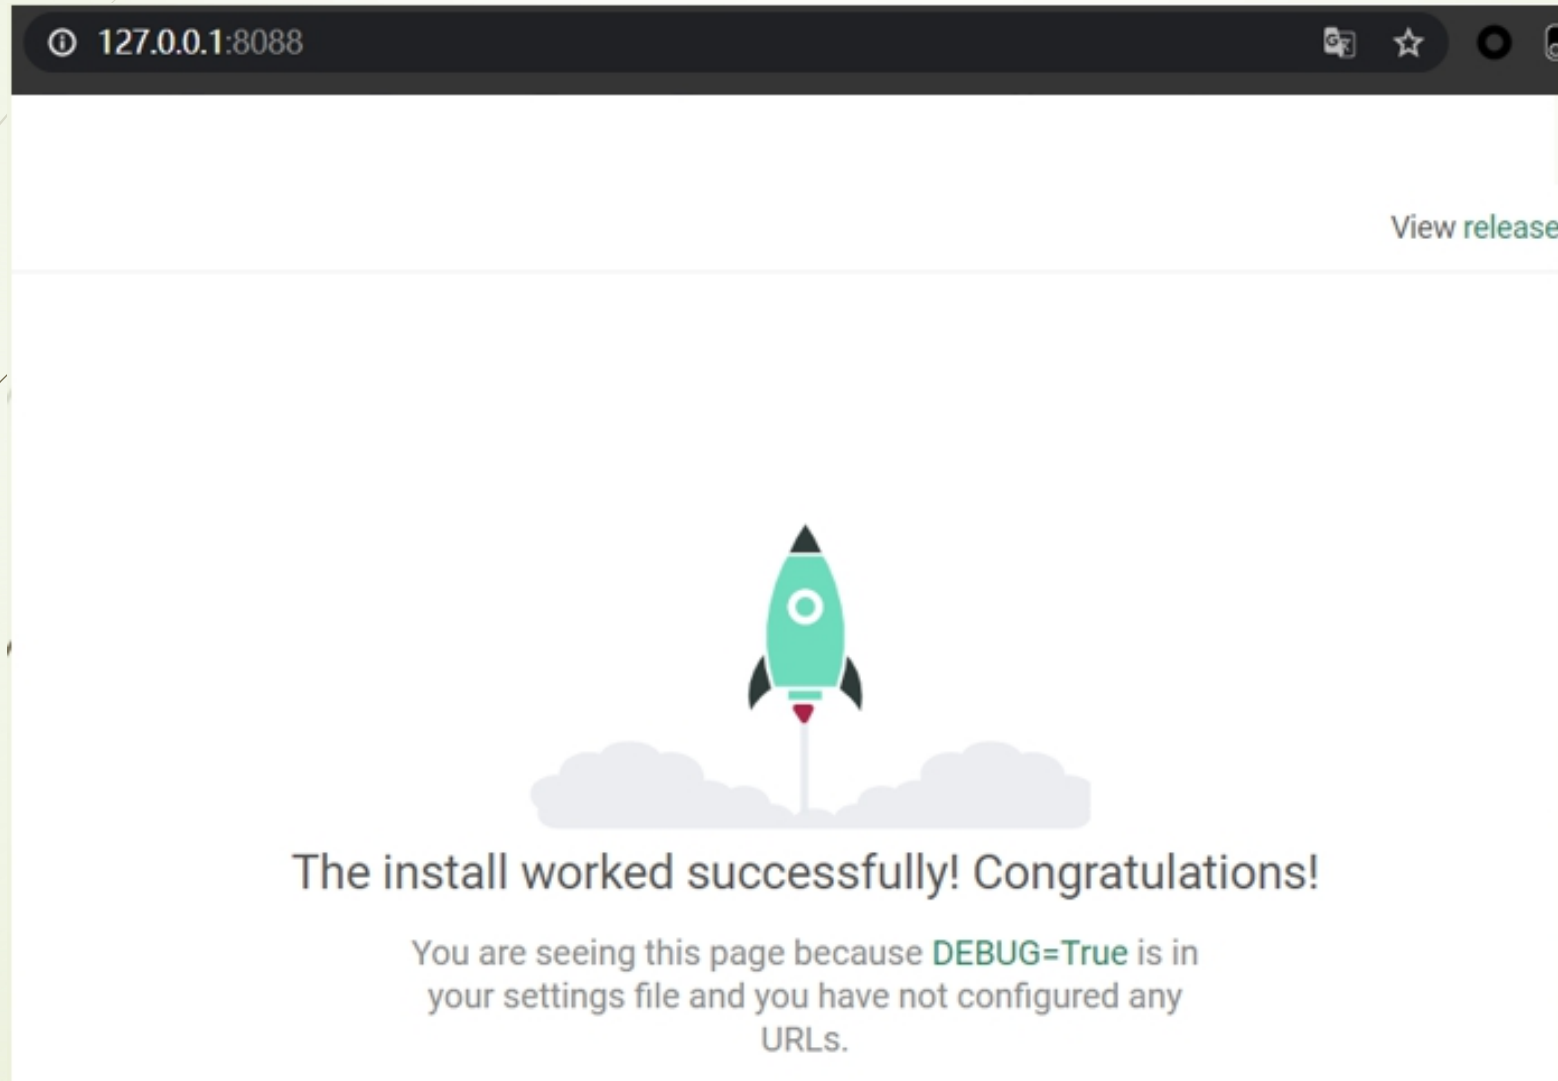 127.0.0.1:8088
View release
The install worked successfully! Congratulations!
You are seeing this page because DEBUG=True is in
your settings file and you have not configured any
URLs.